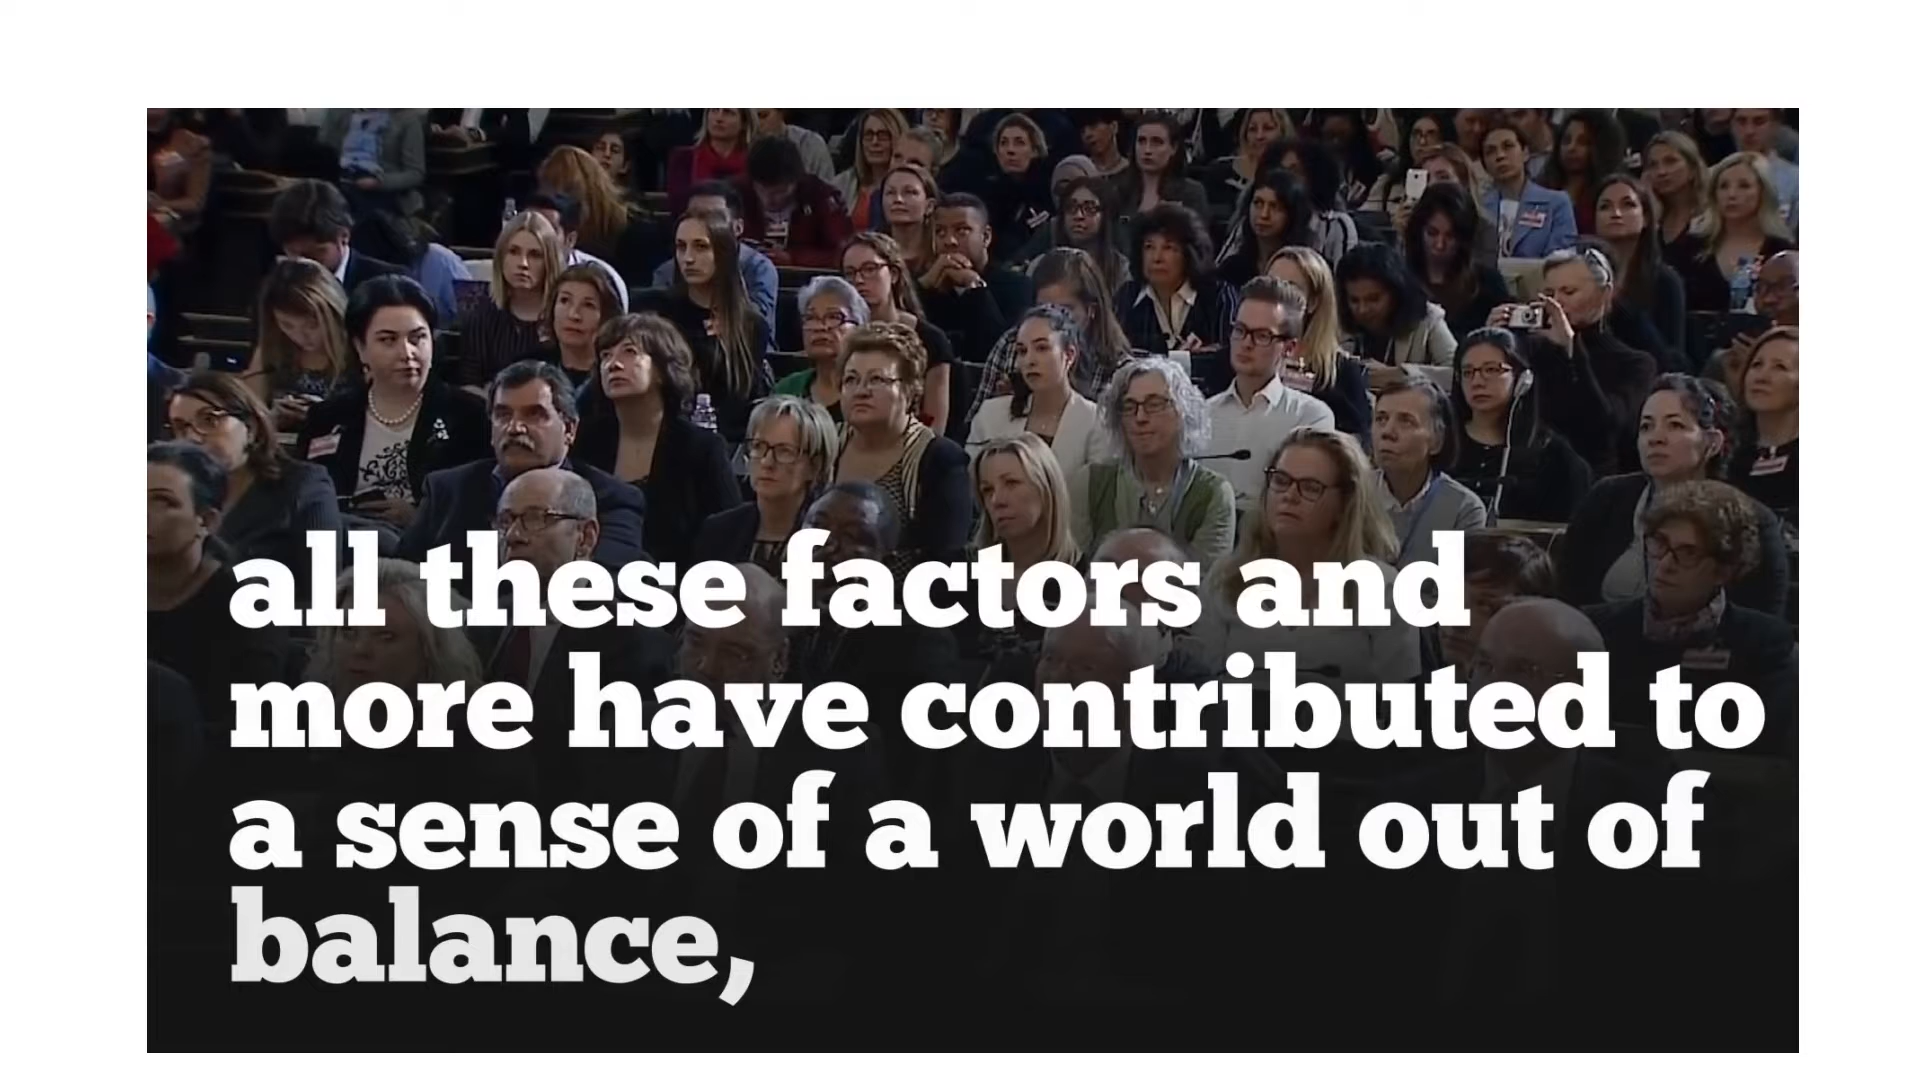 all these factors and
more have contributed to
a sense of a world out of
balance,